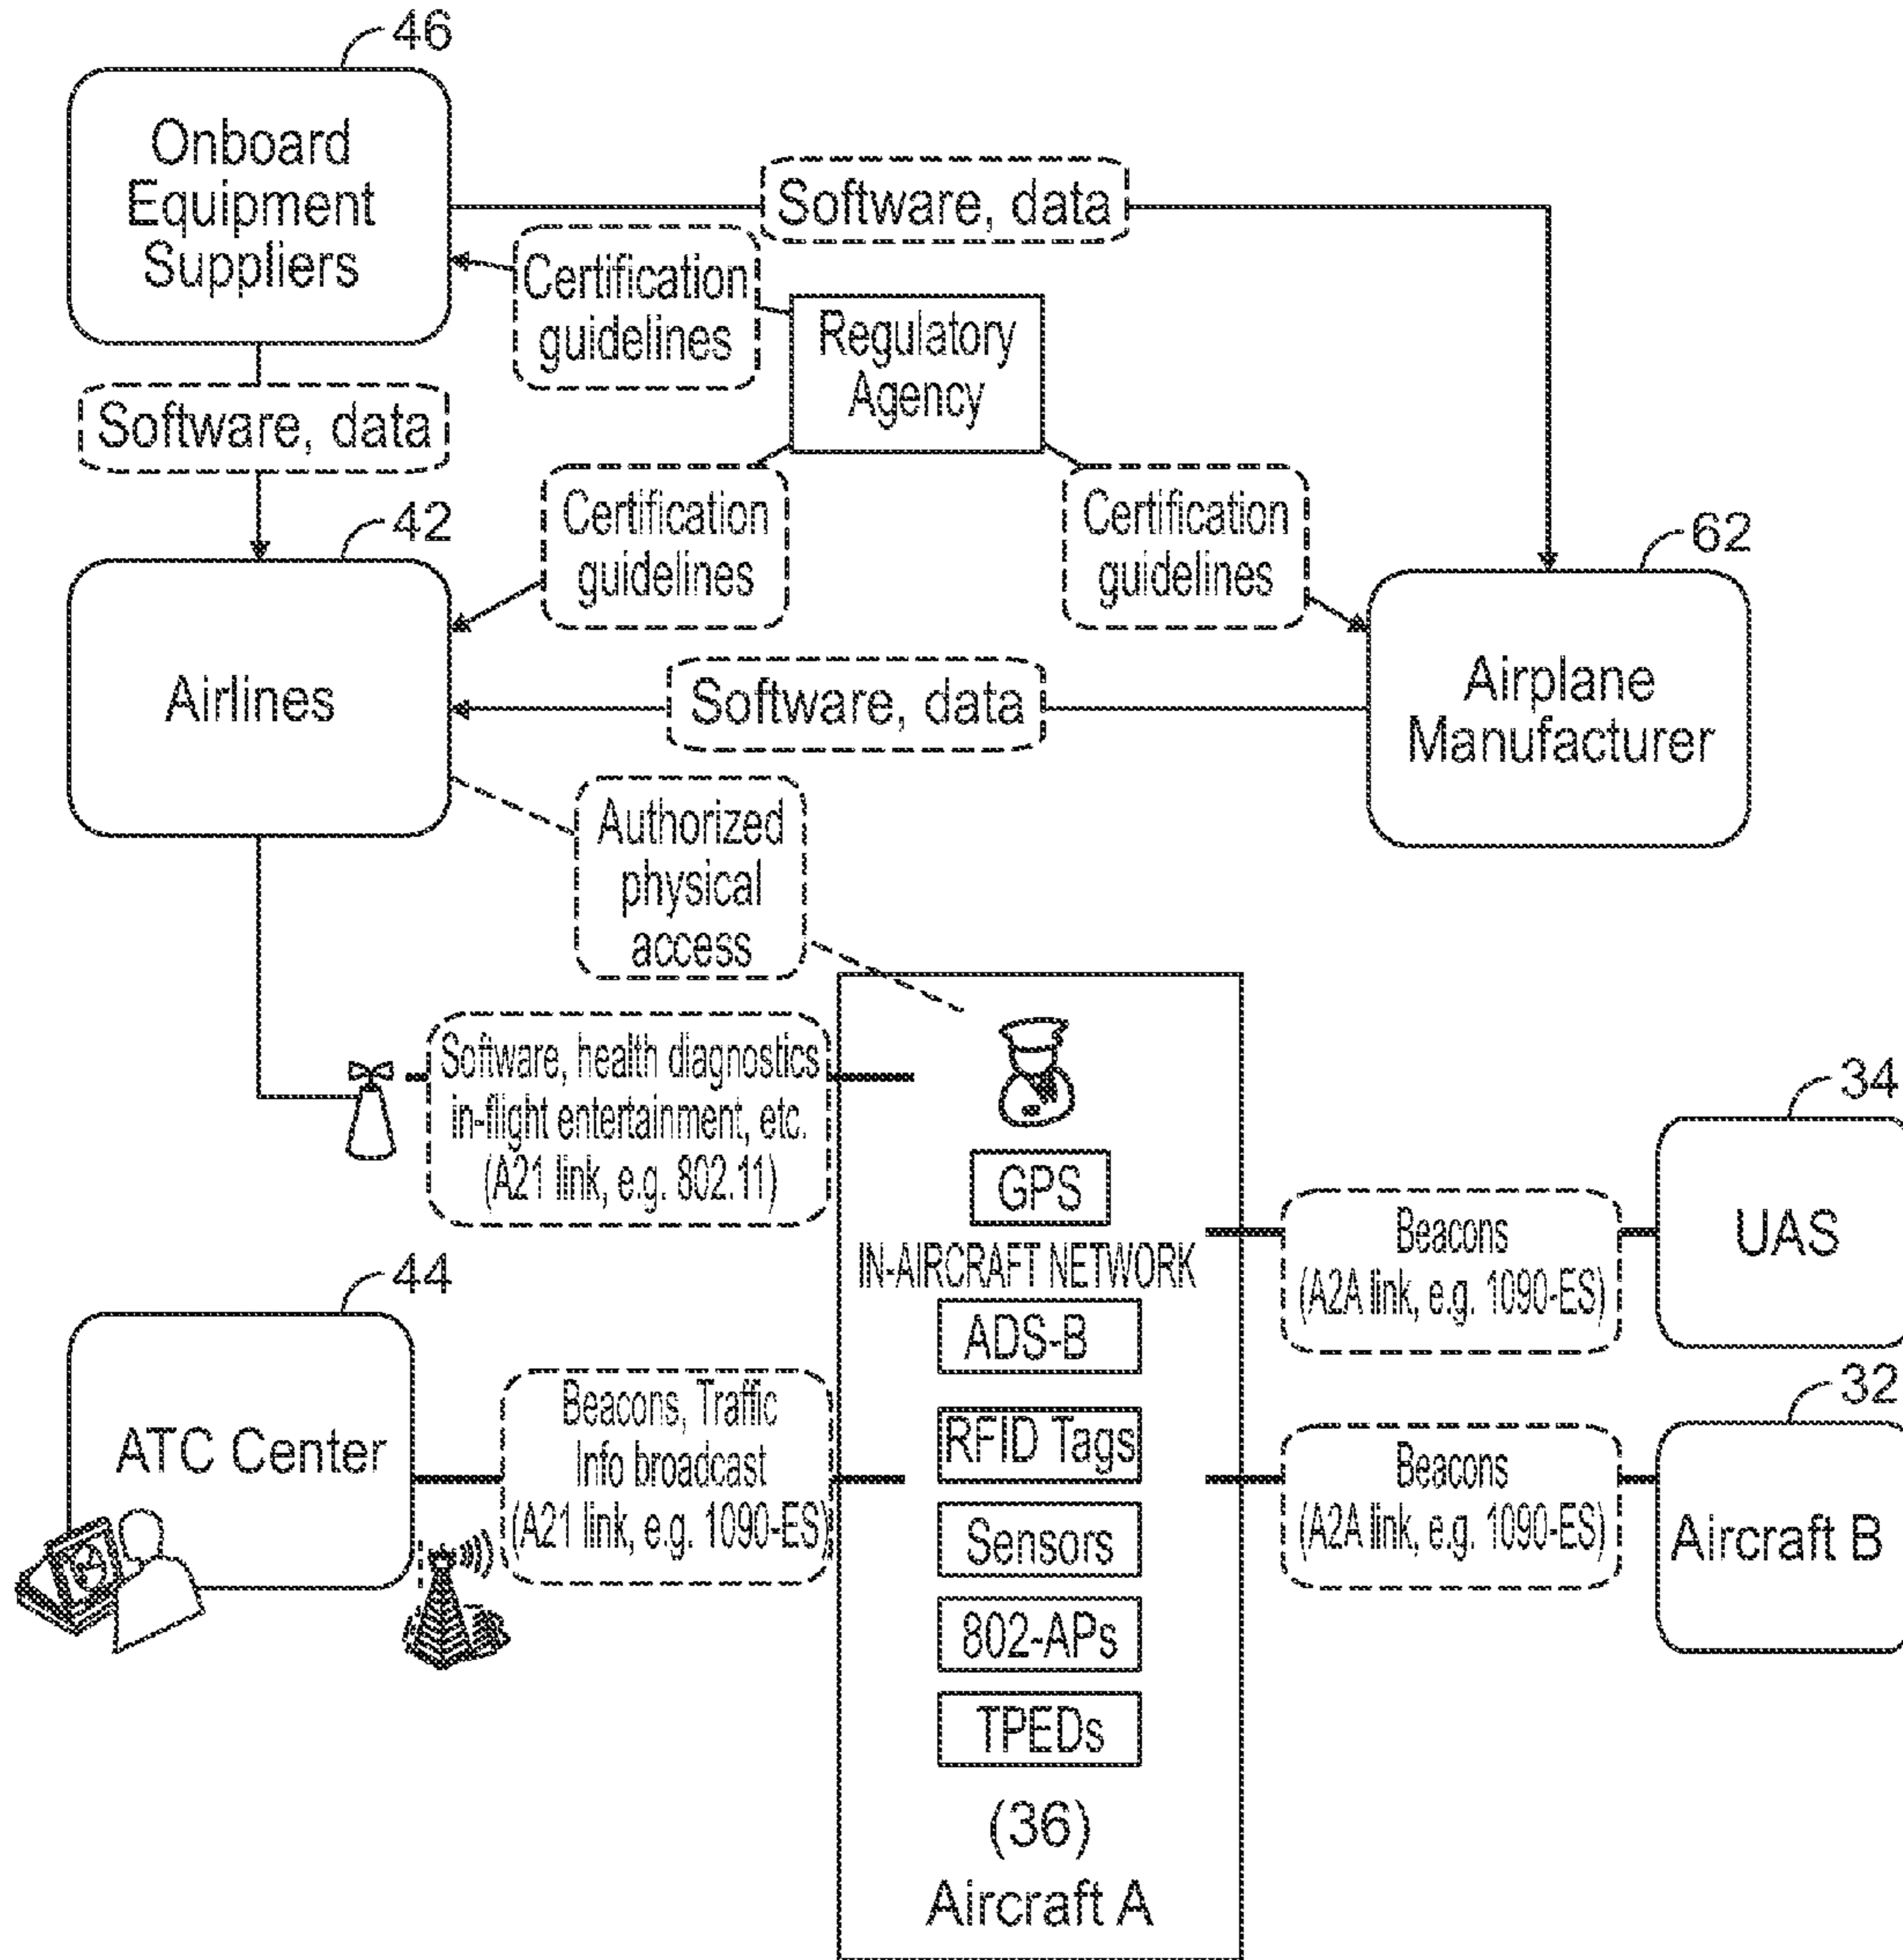 46
Onboard
Equipment
Suppliers
Software, data
Certification
guidelines
Regulatory
Agency
Software, data
42
Certification
guidelines
Certification
guidelines
62
Airlines
Software, data
Airplane
Manufacturer
Authorized
physical
access
Software, health diagnostics
in-flight entertainment, etc.
(A21 link, e.g. 802.11)
GPS
IN-AIRCRAFT NETWORK
ADS-B
RFID Tags
Sensors
802-APs
TPEDs
(36)
Aircraft A
34
Beacons
(A2A link, e.g. 1090-ES)
UAS
44
ATC Center
Beacons, Traffic
Info broadcast
(A21 link, e.g. 1090-ES)
32
Beacons
(A2A link, e.g. 1090-ES)
Aircraft B